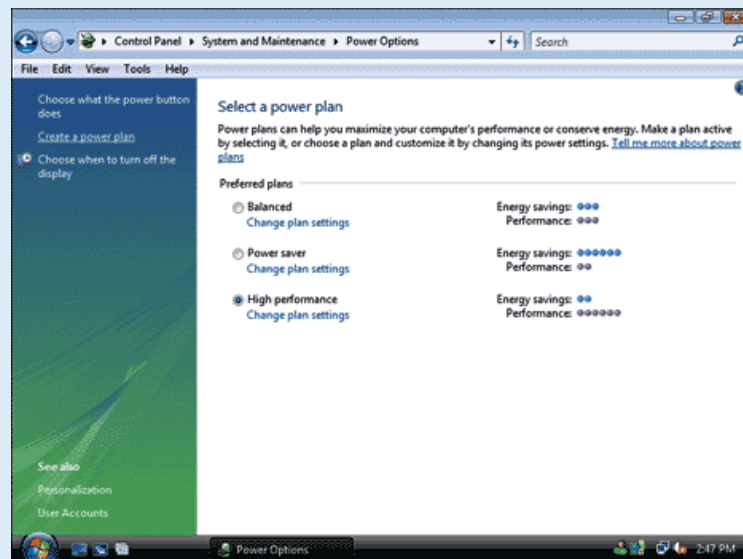 Control Panel ▸ System and Maintenance ▸ Power Options
Search
File Edit View Tools Help
Choose what the power button
does
Create a power plan
Choose when to turn off the
display
See also
Personalization
User Accounts
Select a power plan
Power plans can help you maximize your computer's performance or conserve energy. Make a plan active
by selecting it, or choose a plan and customize it by changing its power settings. Tell me more about power
plans
Preferred plans
Balanced
Change plan settings
Energy savings:
Performance:
Power saver
Change plan settings
Energy savings:
Performance:
High performance
Change plan settings
Energy savings:
Performance:
Power Options
2:47 PM